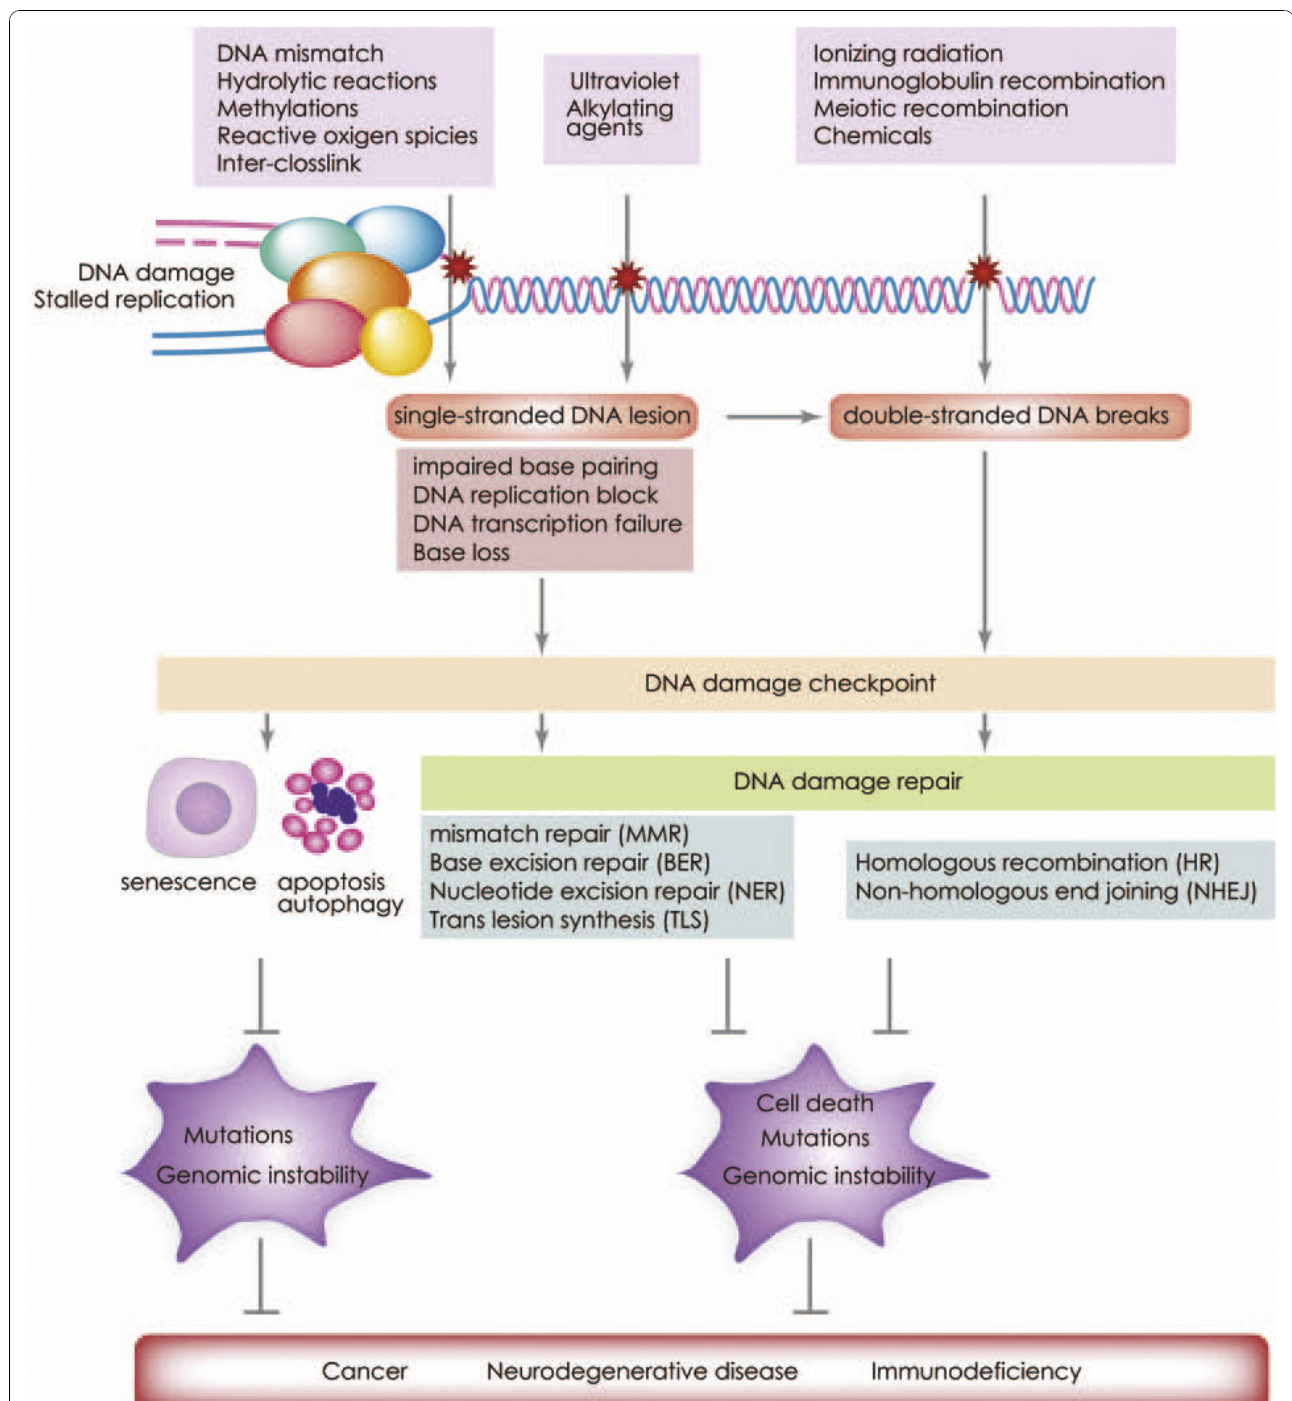 DNA mismatch
Hydrolytic reactions
Methylations
Reactive oxigen spicies
Inter-closslink
Ultraviolet
Alkylating
agents
Ionizing radiation
Immunoglobulin recombination
Meiotic recombination
Chemicals
DNA damage
Stalled replication
single-stranded DNA lesion
double-stranded DNA breaks
impaired base pairing
DNA replication block
DNA transcription failure
Base loss
DNA damage checkpoint
DNA damage repair
senescence
apoptosis
autophagy
mismatch repair (MMR)
Base excision repair (BER)
Nucleotide excision repair (NER)
Trans lesion synthesis (TLS)
Homologous recombination (HR)
Non-homologous end joining (NHEJ)
Mutations
Genomic instability
Cell death
Mutations
Genomic instability
Cancer
Neurodegenerative disease
Immunodeficiency